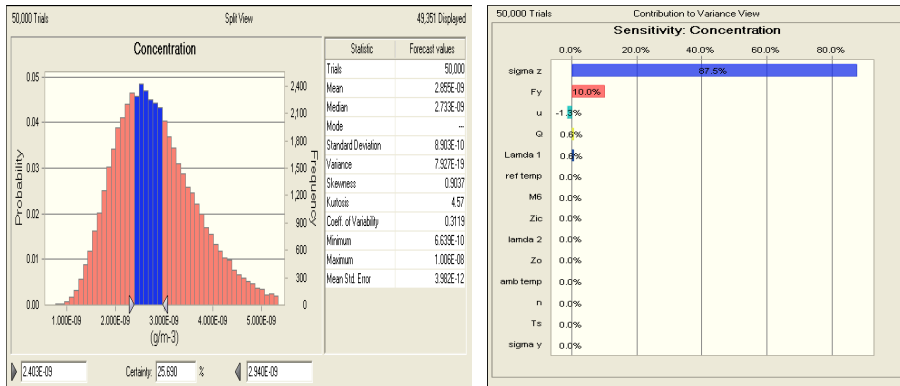 50,000 Trials Split View 49,351 Displayed
Concentration
Statistic Forecast values
Trials 50,000
Mean 2.855E-09
Median 2.733E-09
Mode ---
Standard Deviation 8.903E-10
Variance 7.927E-19
Skewness 0.9037
Kurtosis 4.57
Coeff. of Variability 0.3119
Minimum 6.639E-10
Maximum 1.006E-08
Mean Std. Error 3.982E-12
Probability
0.05
0.04
0.03
0.02
0.01
0.00
Frequency
2,400
2,100
1,800
1,500
1,200
900
600
300
0
1.000E-09 2.000E-09 3.000E-09 4.000E-09 5.000E-09
(g/m-3)
2.403E-09 Certainty: 25.690 % 2.940E-09
50,000 Trials Contribution to Variance View
Sensitivity: Concentration
0.0% 20.0% 40.0% 60.0% 80.0%
sigma z 87.5%
Fy 10.0%
u -1.3%
Q 0.6%
Lamda 1 0.6%
ref temp 0.0%
M6 0.0%
Zic 0.0%
lamda 2 0.0%
Zo 0.0%
amb temp 0.0%
n 0.0%
Ts 0.0%
sigma y 0.0%